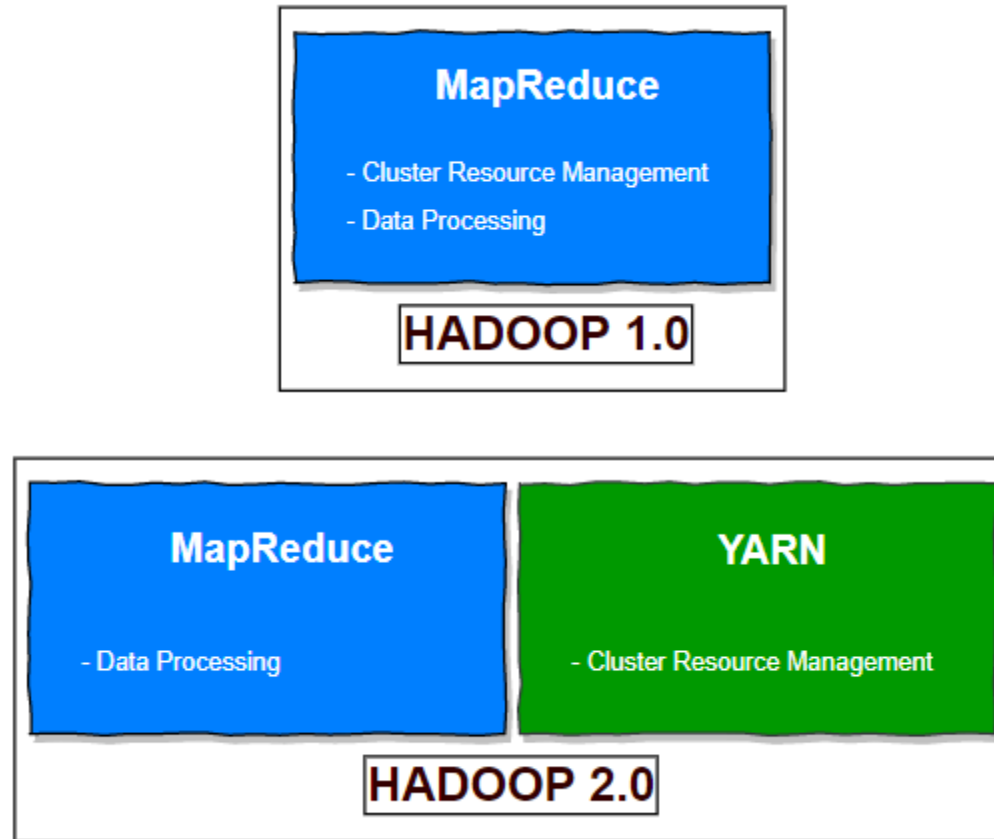 MapReduce
- Cluster Resource Management
- Data Processing
HADOOP 1.0
MapReduce
- Data Processing
YARN
- Cluster Resource Management
HADOOP 2.0